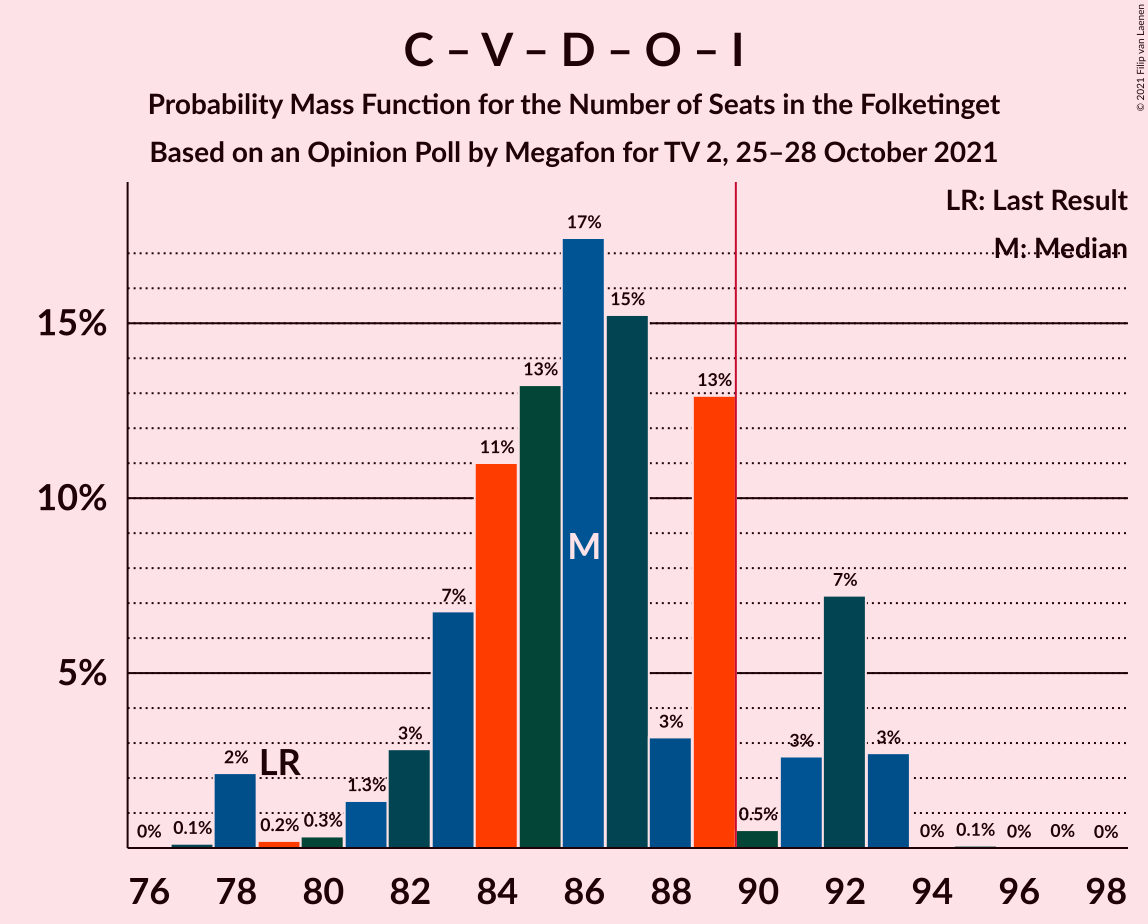 C – V – D – O – I
Probability Mass Function for the Number of Seats in the Folketinget
Based on an Opinion Poll by Megafon for TV 2, 25–28 October 2021
© 2021 Filip van Laenen
LR: Last Result
M: Median
15%
10%
5%
0%
0.1%
2%
LR
0.2%
0.3%
1.3%
3%
7%
11%
13%
17%
M
15%
3%
13%
0.5%
3%
7%
3%
0%
0.1%
0%
0%
0%
76 78 80 82 84 86 88 90 92 94 96 98